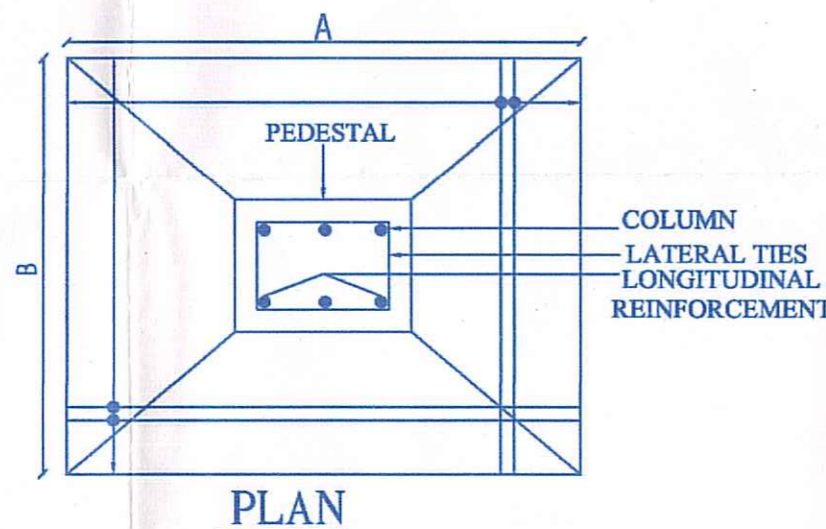 A
PEDESTAL
B
COLUMN
LATERAL TIES
LONGITUDINAL
REINFORCEMENT
PLAN